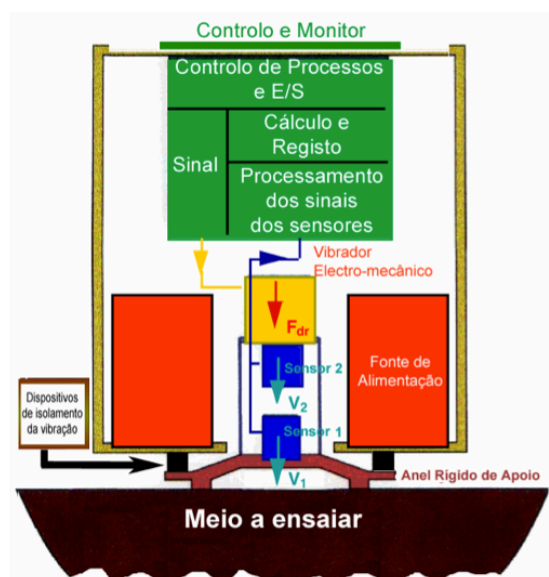 Controlo e Monitor
Controlo de Processos
e E/S
Sinal
Cálculo e
Registo
Processamento
dos sinais
dos sensores
Vibrador
Electro-mecânico
Fdr
Sensor 2
V2
Sensor 1
V1
Fonte de
Alimentação
Dispositivos
de isolamento
da vibração
Anel Rígido de Apoio
Meio a ensaiar